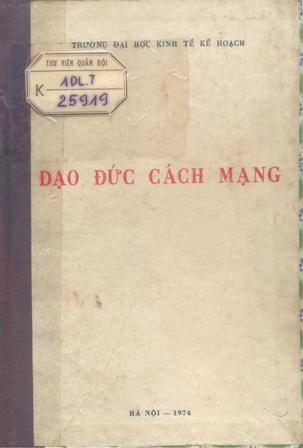 TRƯỜNG ĐẠI HỌC KINH TẾ KẾ HOẠCH
THƯ VIỆN QUÂN ĐỘI
K
1DL.7
25919
ĐẠO ĐỨC CÁCH MẠNG
HÀ NỘI — 1974